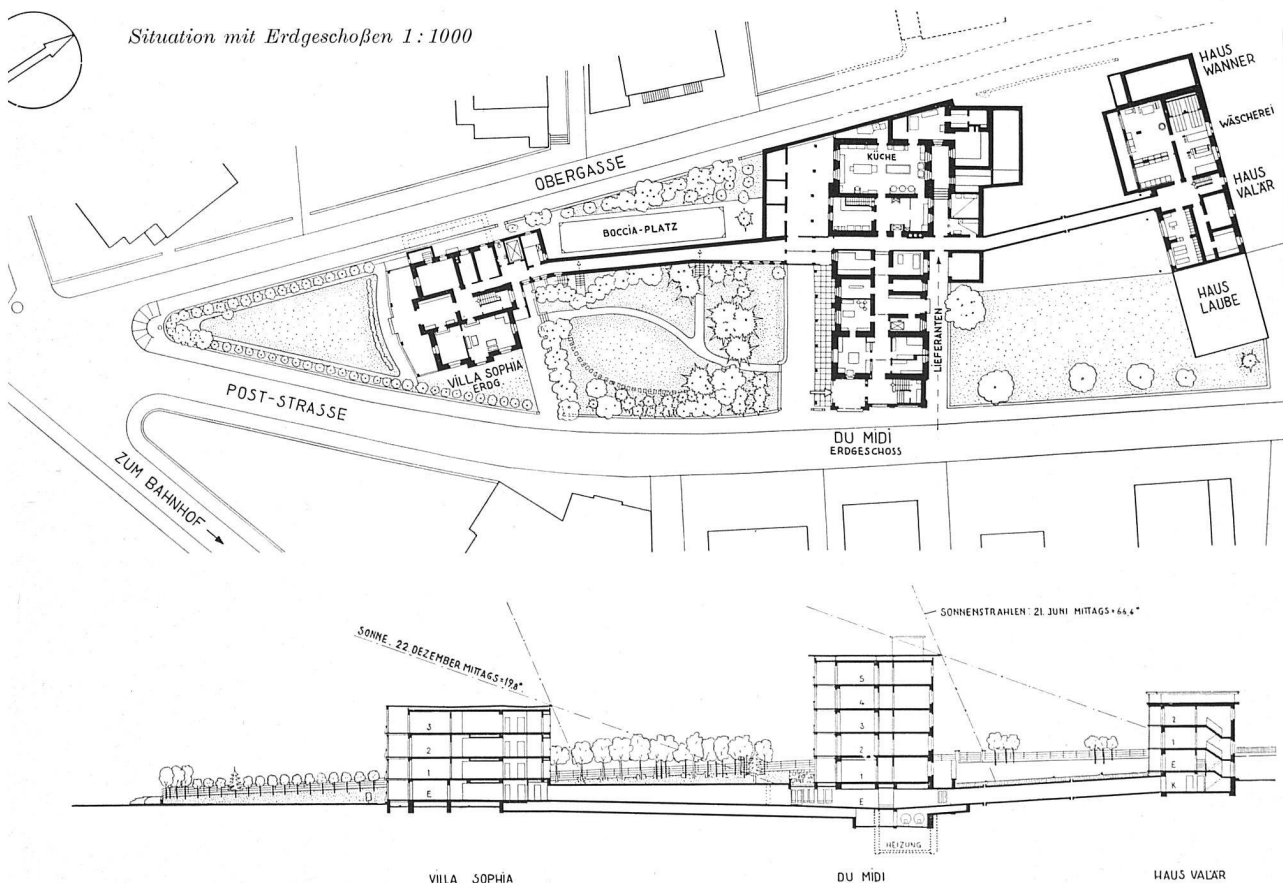 Situation mit Erdgeschoßen 1 : 1000
HAUS
WANNER
WÄSCHEREI
KÜCHE
OBERGASSE
HAUS
VALÄR
BOCCIA-PLATZ
HAUS
LAUBE
LIEFERANTEN
VILLA SOPHIA
ERDG.
POST-STRASSE
DU MIDI
ERDGESCHOSS
ZUM BAHNHOF
SONNENSTRAHLEN: 21. JUNI MITTAGS = 66,6°
SONNE. 22 DEZEMBER MITTAGS = 19,8°
5
4
3
2
1
E
HEIZUNG
3
2
1
E
2
1
E
K
VILLA SOPHIA
DU MIDI
HAUS VALÄR